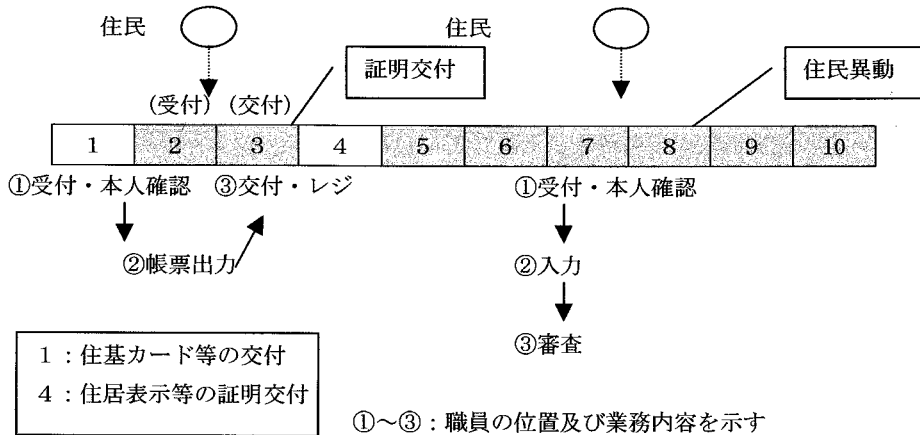 住民 住民
証明交付 住民異動
(受付) (交付)
1 2 3 4 5 6 7 8 9 10
①受付・本人確認 ③交付・レジ ①受付・本人確認
②帳票出力 ②入力
③審査
1：住基カード等の交付
4：住居表示等の証明交付
①～③：職員の位置及び業務内容を示す